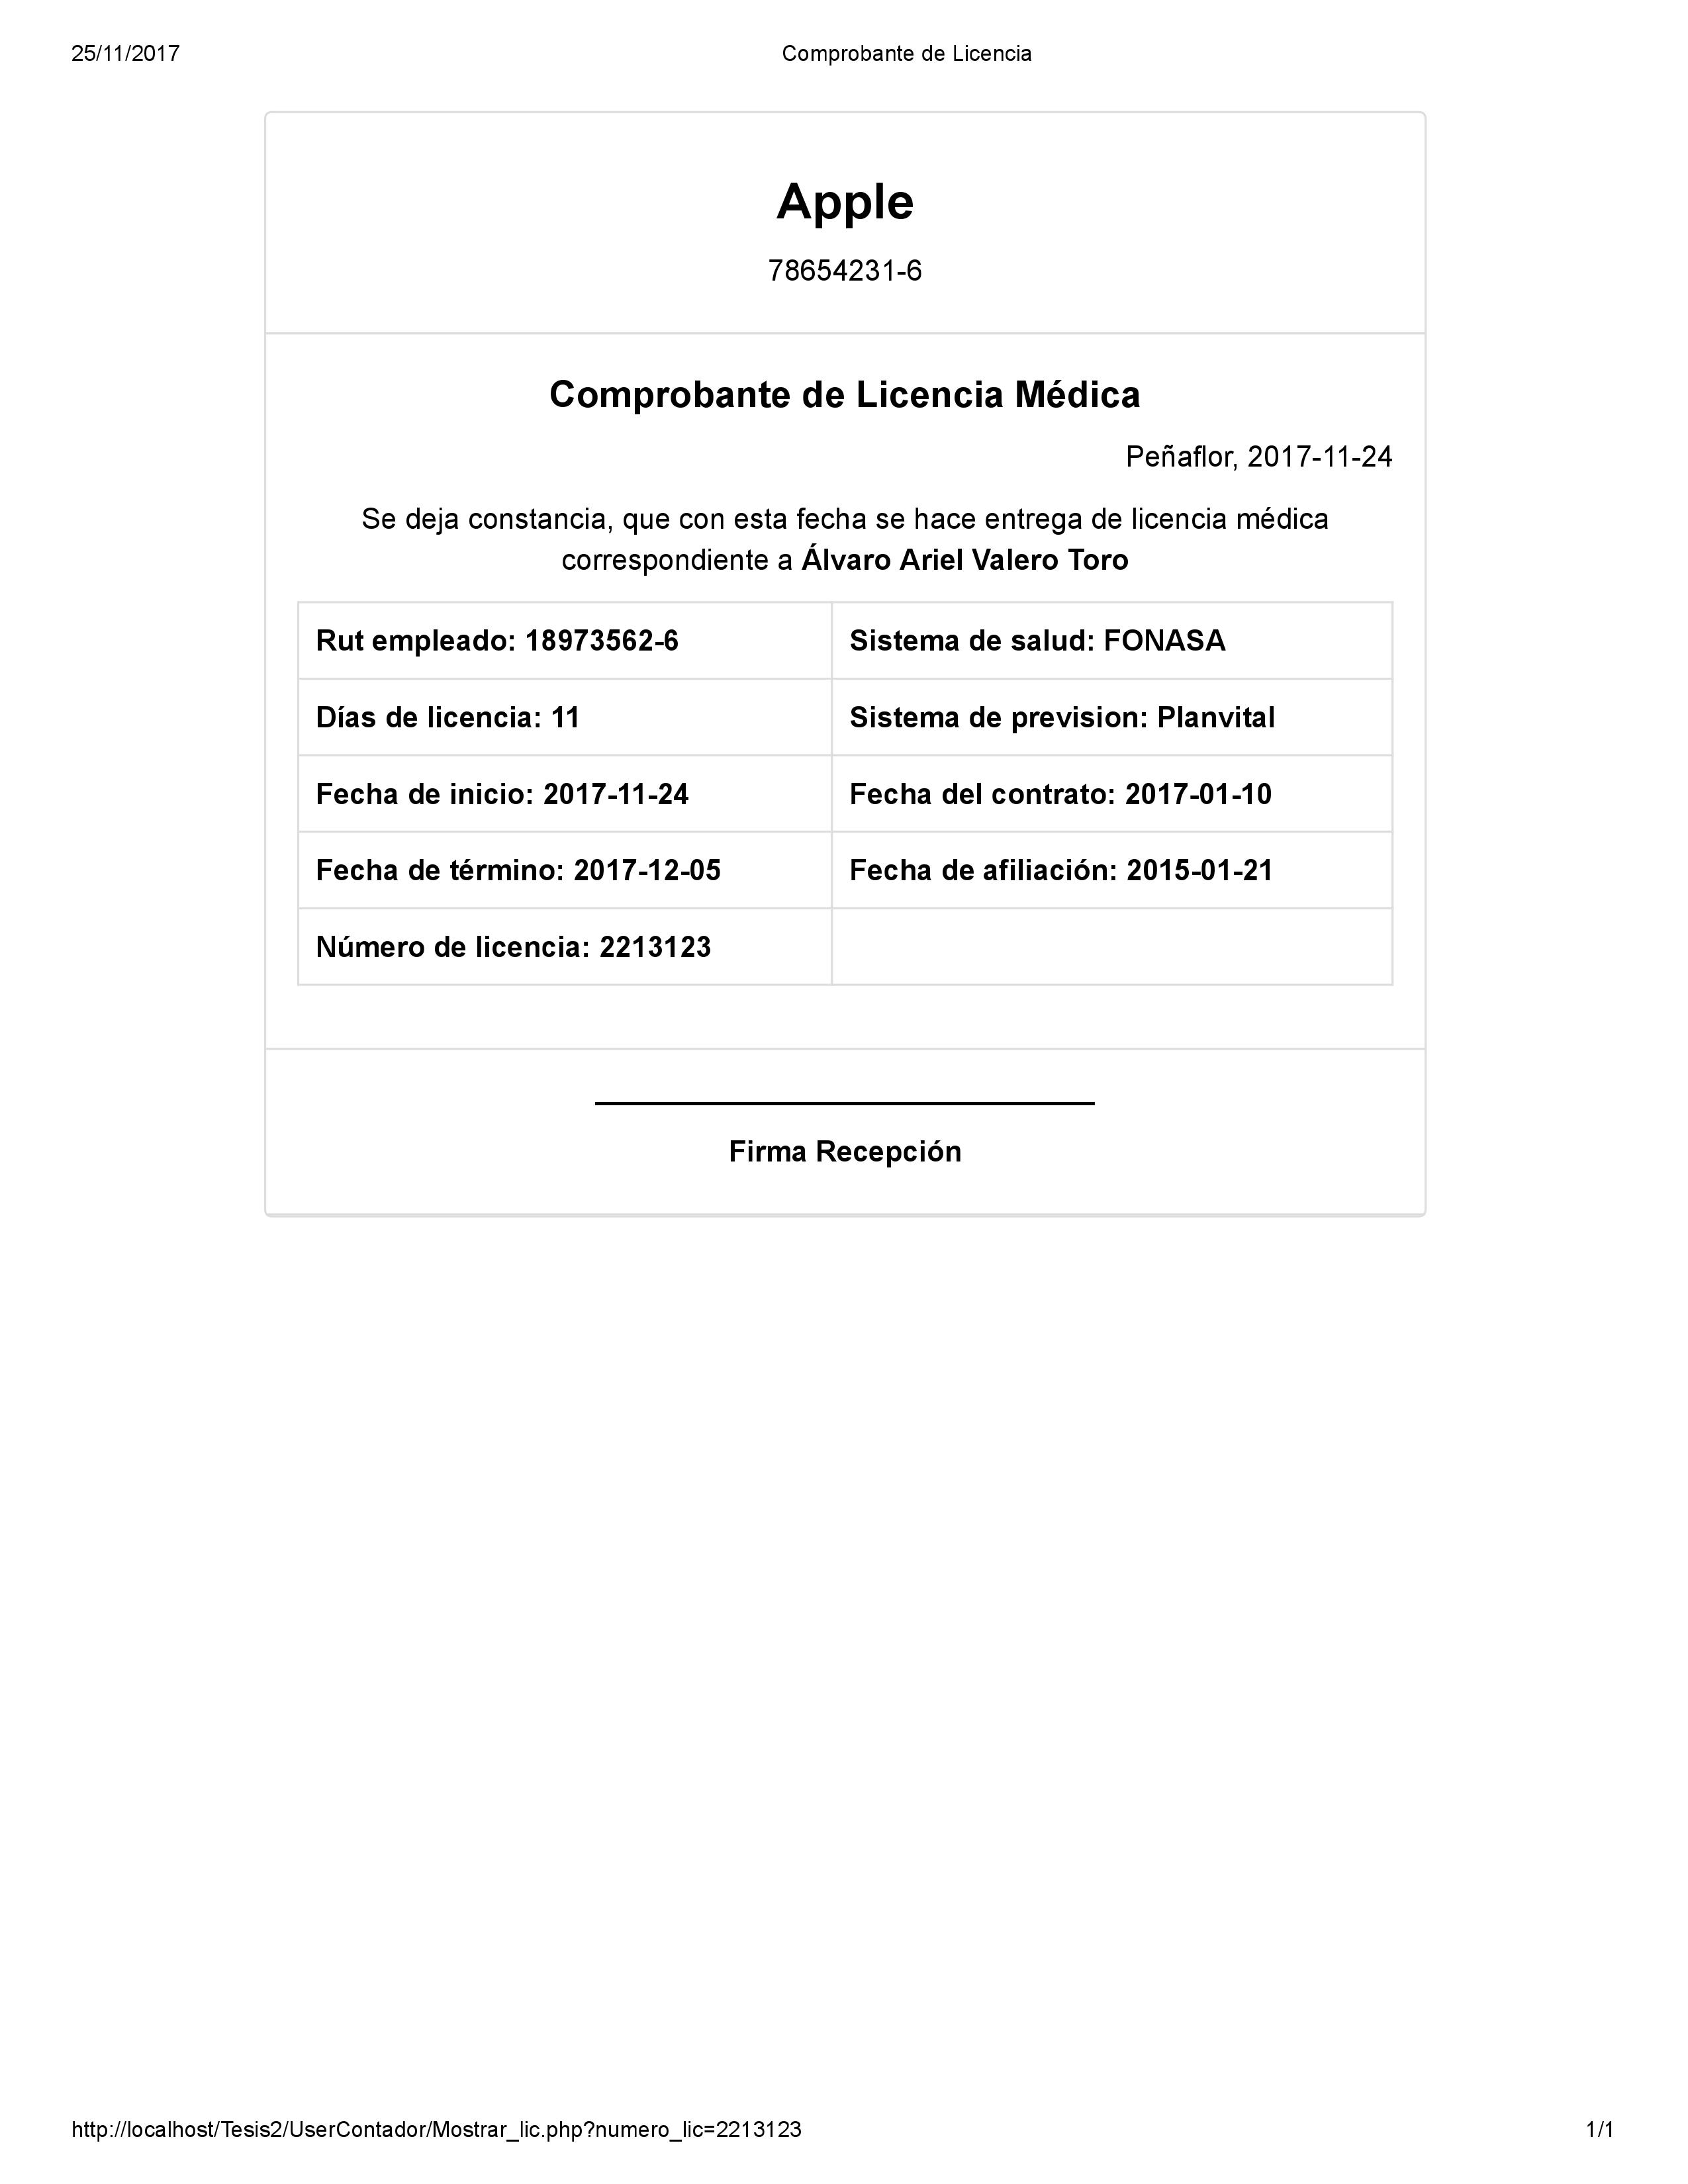 25/11/2017 Comprobante de Licencia
Apple
78654231-6
Comprobante de Licencia Médica
Peñaflor, 2017-11-24
Se deja constancia, que con esta fecha se hace entrega de licencia médica
correspondiente a Álvaro Ariel Valero Toro
Rut empleado: 18973562-6 Sistema de salud: FONASA
Días de licencia: 11 Sistema de prevision: Planvital
Fecha de inicio: 2017-11-24 Fecha del contrato: 2017-01-10
Fecha de término: 2017-12-05 Fecha de afiliación: 2015-01-21
Número de licencia: 2213123
Firma Recepción
http://localhost/Tesis2/UserContador/Mostrar_lic.php?numero_lic=2213123 1/1